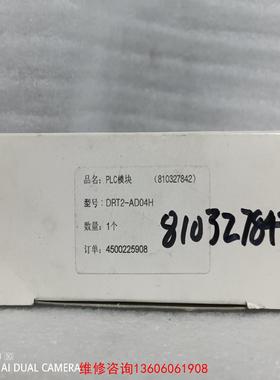 品名：PLC模块 （810327842）
型号：DRT2-AD04H
数量：1个
订单：4500225908
810327842
AI DUAL CAMERA
维修咨询13606061908